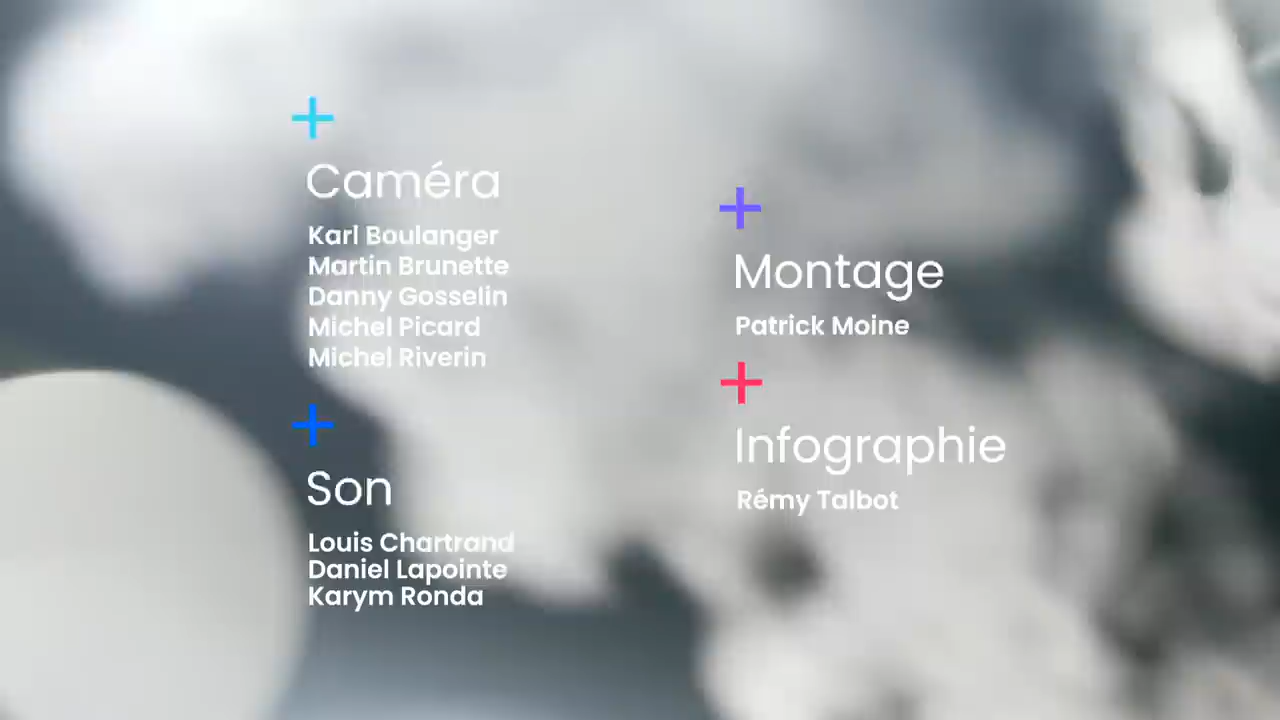 Caméra
Karl Boulanger
Martin Brunette
Danny Gosselin
Michel Picard
Michel Riverin
Son
Louis Chartrand
Daniel Lapointe
Karym Ronda
Montage
Patrick Moine
Infographie
Rémy Talbot